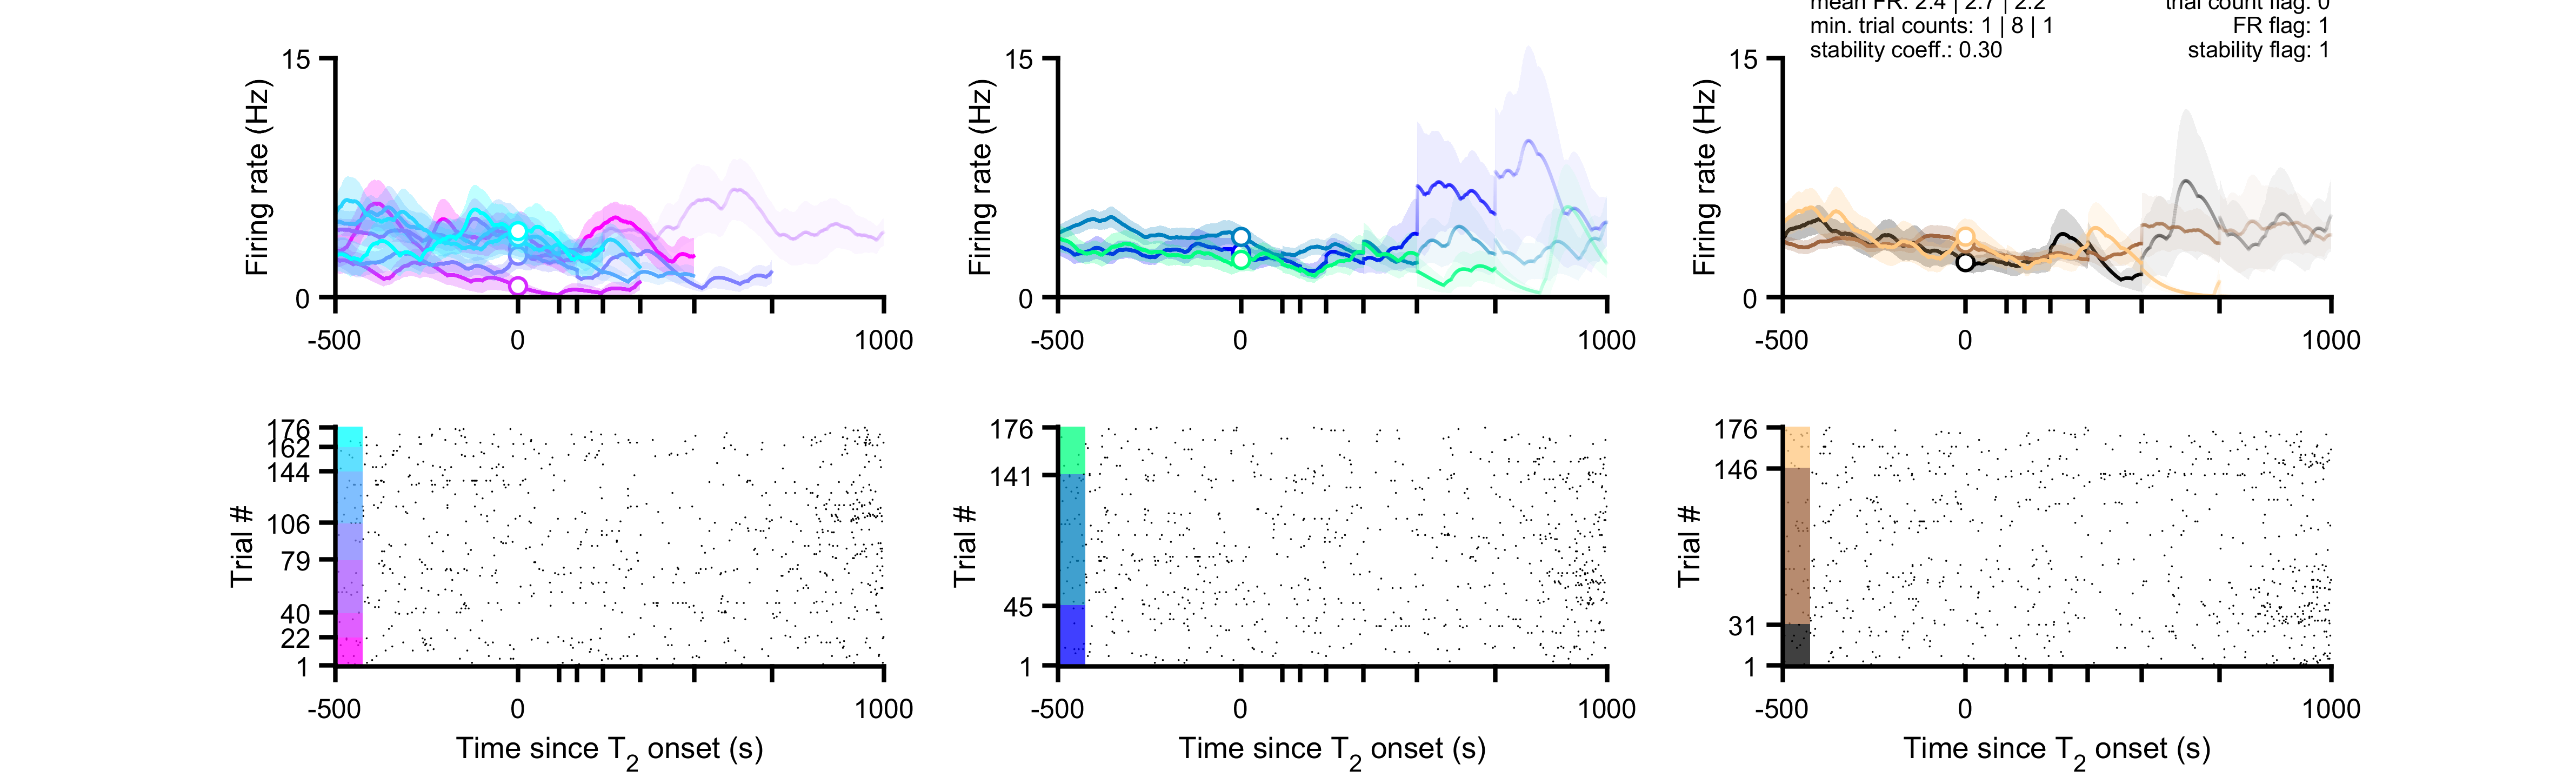 mean FR: 2.4 | 2.7 | 2.2
trial count flag: 0
min. trial counts: 1 | 8 | 1
FR flag: 1
stability coeff.: 0.30
stability flag: 1
15
Firing rate (Hz)
0
-500
0
1000
15
Firing rate (Hz)
0
-500
0
1000
15
Firing rate (Hz)
0
-500
0
1000
176
162
144
106
79
40
22
1
Trial #
-500
0
1000
Time since T2 onset (s)
176
141
45
1
Trial #
-500
0
1000
Time since T2 onset (s)
176
146
31
1
Trial #
-500
0
1000
Time since T2 onset (s)